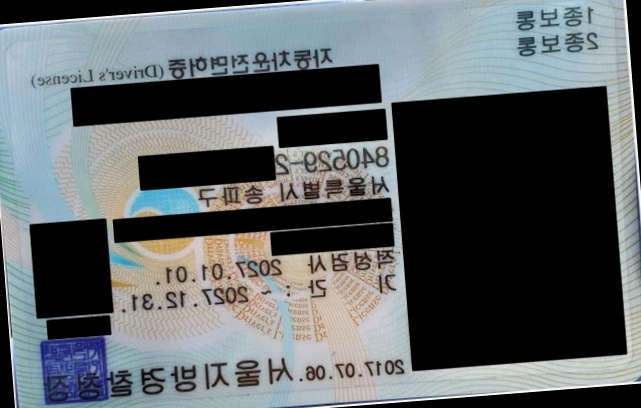 1종보통
2종보통
자동차운전면허증 (Driver's License)
840529-2
서울특별시 송파구
적성검사 2027.01.01.
기 간 : ~ 2027.12.31.
2017.07.06. 서울지방경찰청장